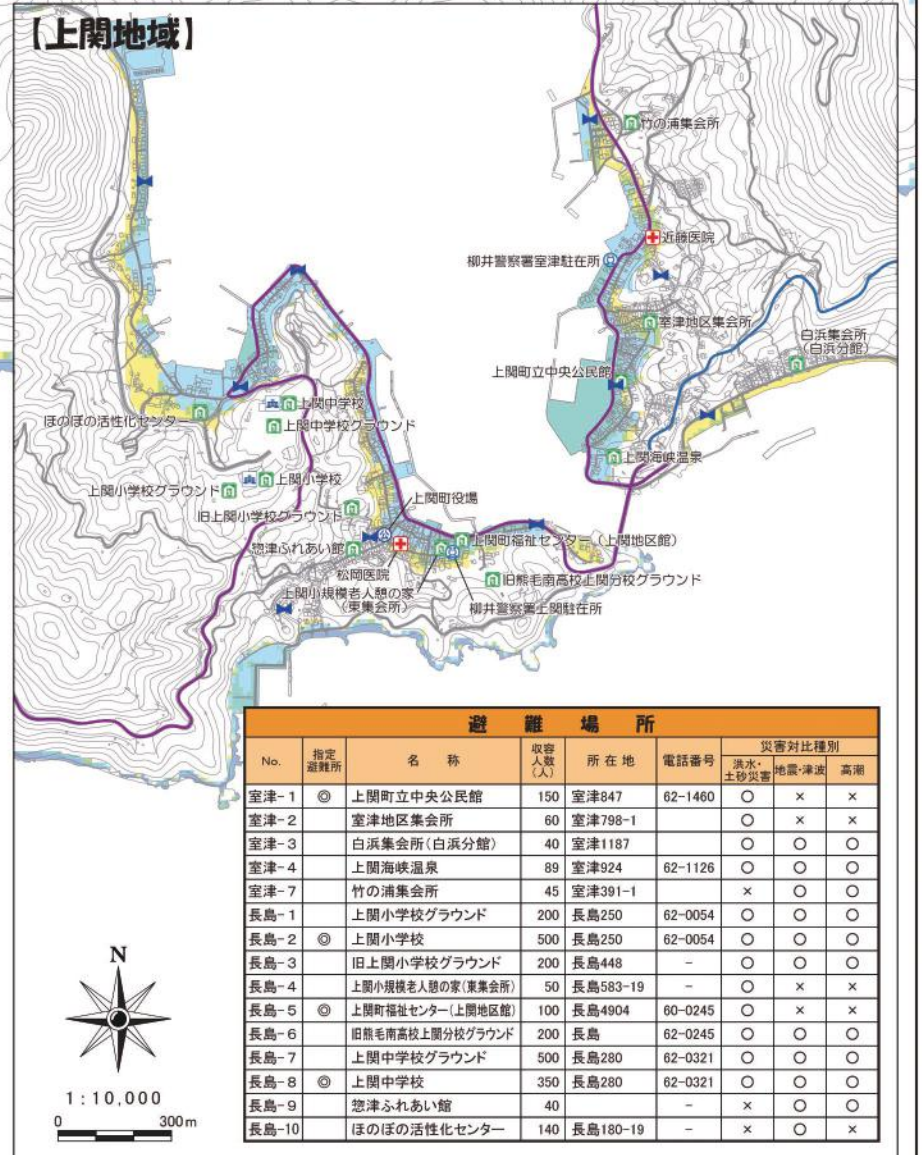 【上関地域】
竹の浦集会所
近藤医院
柳井警察署室津駐在所
室津地区集会所
白浜集会所
(白浜分館)
上関町立中央公民館
上関海峡温泉
ほのぼの活性化センター
上関中学校
上関中学校グラウンド
上関小学校グラウンド
上関小学校
旧上関小学校グラウンド
上関町役場
惣津ふれあい館
上関町福祉センター(上関地区館)
松岡医院
旧熊毛南高校上関分校グラウンド
上関小規模老人憩の家
(東集会所)
柳井警察署上関駐在所
避難場所
No. 指定避難所 名称 収容人数(人) 所在地 電話番号 災害対比種別
洪水・土砂災害 地震・津波 高潮
室津-1 ◎ 上関町立中央公民館 150 室津847 62-1460 ○ × ×
室津-2 室津地区集会所 60 室津798-1 ○ × ×
室津-3 白浜集会所(白浜分館) 40 室津1187 ○ ○ ○
室津-4 上関海峡温泉 89 室津924 62-1126 ○ ○ ○
室津-7 竹の浦集会所 45 室津391-1 × ○ ○
長島-1 上関小学校グラウンド 200 長島250 62-0054 ○ ○ ○
長島-2 ◎ 上関小学校 500 長島250 62-0054 ○ ○ ○
長島-3 旧上関小学校グラウンド 200 長島448 - ○ ○ ○
長島-4 上関小規模老人憩の家(東集会所) 50 長島583-19 - ○ × ×
長島-5 ◎ 上関町福祉センター(上関地区館) 100 長島4904 60-0245 ○ × ×
長島-6 旧熊毛南高校上関分校グラウンド 200 長島 62-0245 ○ ○ ○
長島-7 上関中学校グラウンド 500 長島280 62-0321 ○ ○ ○
長島-8 ◎ 上関中学校 350 長島280 62-0321 ○ ○ ○
長島-9 惣津ふれあい館 40 - × ○ ○
長島-10 ほのぼの活性化センター 140 長島180-19 - × ○ ×
N
1:10,000
0 300m